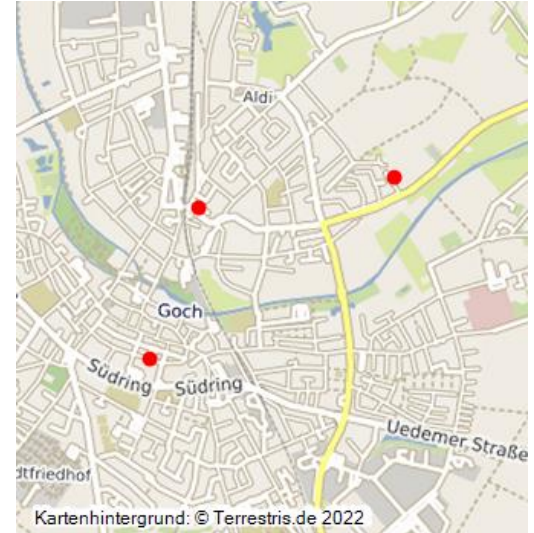 Aldi
Goch
Südring
Südring
Uedemer Straße
dtfriedhof
Kartenhintergrund: © Terrestris.de 2022